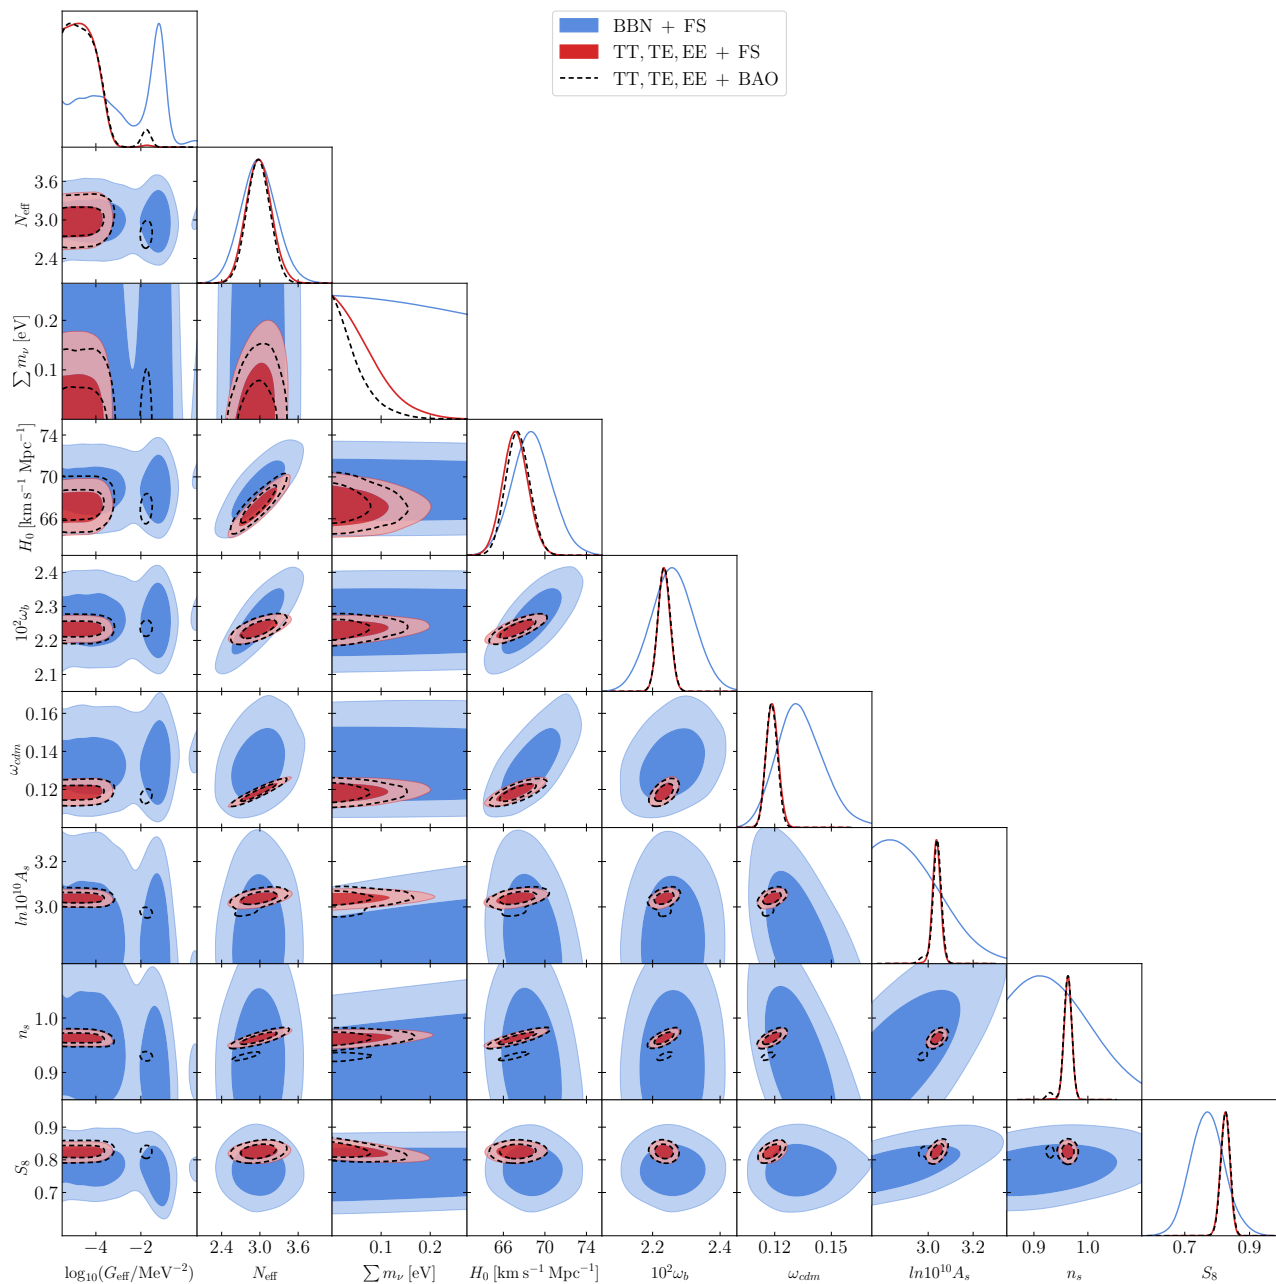 BBN + FS
TT, TE, EE + FS
TT, TE, EE + BAO
3.6
3.0
2.4
N_eff
0.2
0.1
∑ m_ν [eV]
74
70
66
H_0 [km s^−1 Mpc^−1]
2.4
2.3
2.2
2.1
10^2 ω_b
0.16
0.14
0.12
ω_cdm
3.2
3.0
ln10^10 A_s
1.0
0.9
n_s
0.9
0.8
0.7
S_8
−4 −2 2.4 3.0 3.6 0.1 0.2 66 70 74 2.2 2.4 0.12 0.15 3.0 3.2 0.9 1.0 0.7 0.9
log_10(G_eff/MeV^−2) N_eff ∑ m_ν [eV] H_0 [km s^−1 Mpc^−1] 10^2 ω_b ω_cdm ln10^10 A_s n_s S_8